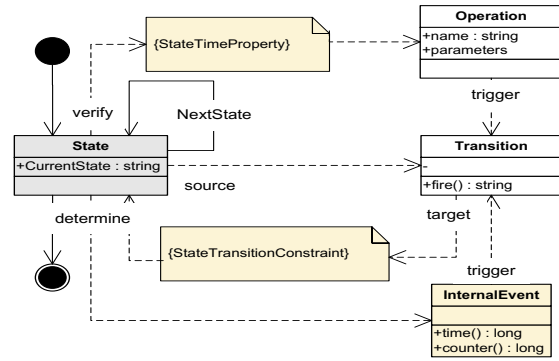 Operation
+name : string
+parameters
{StateTimeProperty}
verify
NextState
trigger
State
+CurrentState : string
Transition
-
+fire() : string
source
determine
target
{StateTransitionConstraint}
trigger
InternalEvent
+time() : long
+counter() : long